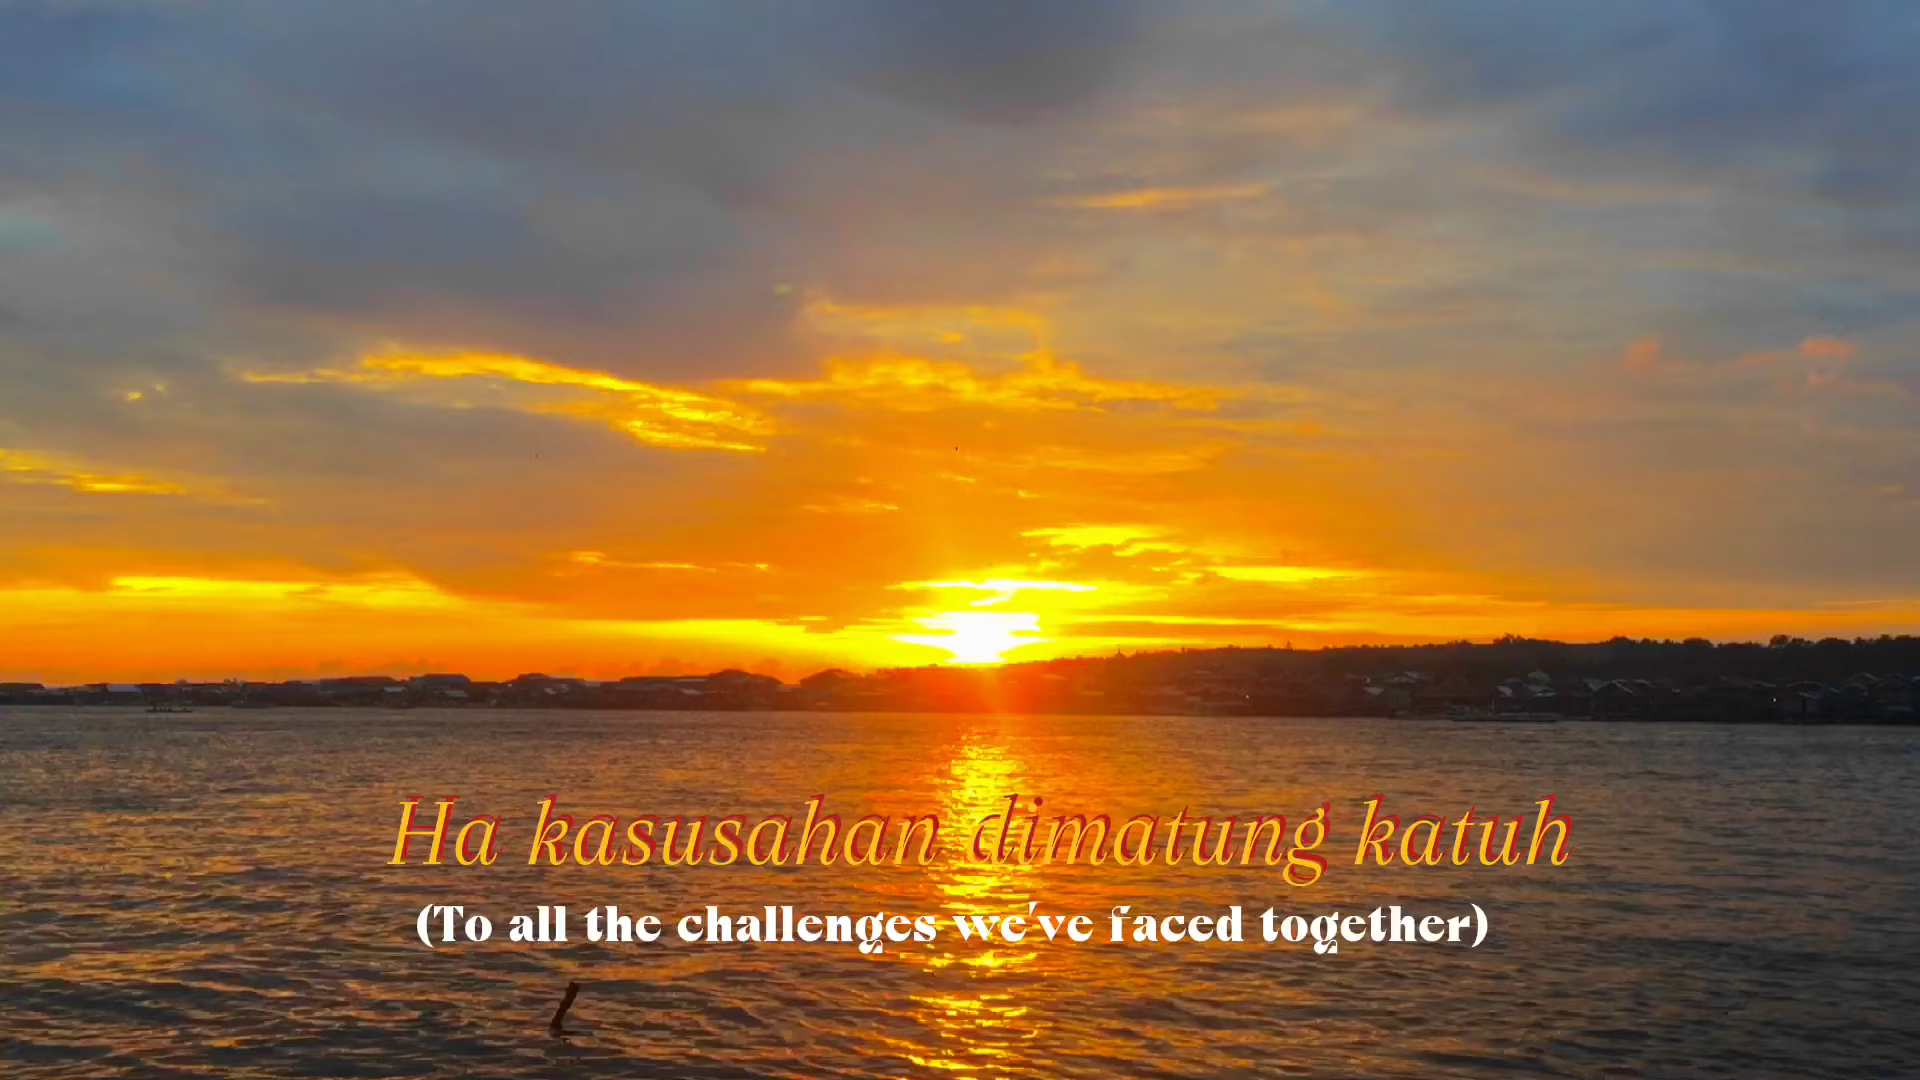 Ha kasusahan dimatung katuh
(To all the challenges we've faced together)